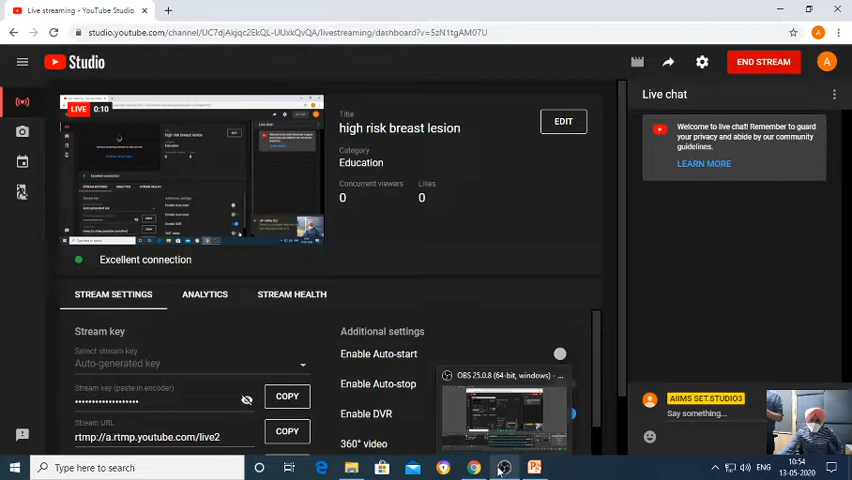 Live streaming - YouTube Studio
studio.youtube.com/channel/UC7djAkjqc2EkQL-UUxkQvQA/livestreaming/dashboard?v=5zN1tgAM07U
Studio
END STREAM
A
LIVE 0:10
Title
high risk breast lesion
EDIT
Category
Education
Concurrent viewers
Likes
0
0
Excellent connection
STREAM SETTINGS
ANALYTICS
STREAM HEALTH
Stream key
Select stream key
Auto-generated key
Stream key (paste in encoder)
COPY
Stream URL
rtmp://a.rtmp.youtube.com/live2
COPY
Additional settings
Enable Auto-start
Enable Auto-stop
Enable DVR
360° video
OBS 25.0.8 (64-bit, windows) - ...
Live chat
Welcome to live chat! Remember to guard
your privacy and abide by our community
guidelines.
LEARN MORE
AIIMS SET.STUDIO3
Say something...
Type here to search
ENG
10:54
13-05-2020